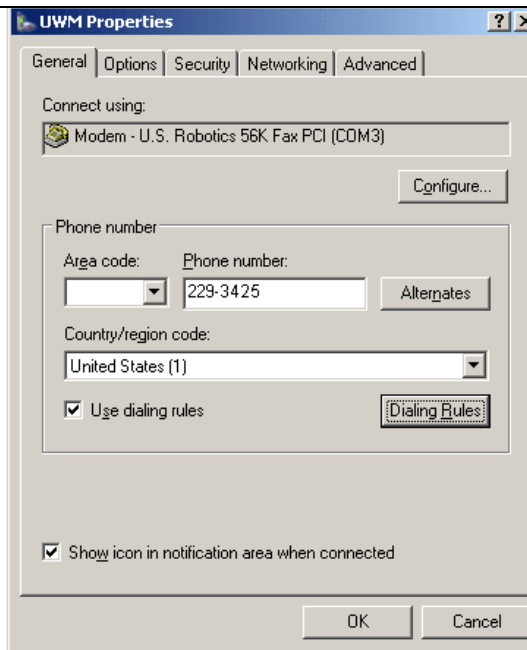 UWM Properties
General Options Security Networking Advanced
Connect using:
Modem - U.S. Robotics 56K Fax PCI (COM3)
Configure...
Phone number
Area code: Phone number:
229-3425 Alternates
Country/region code:
United States (1)
Use dialing rules Dialing Rules
Show icon in notification area when connected
OK Cancel